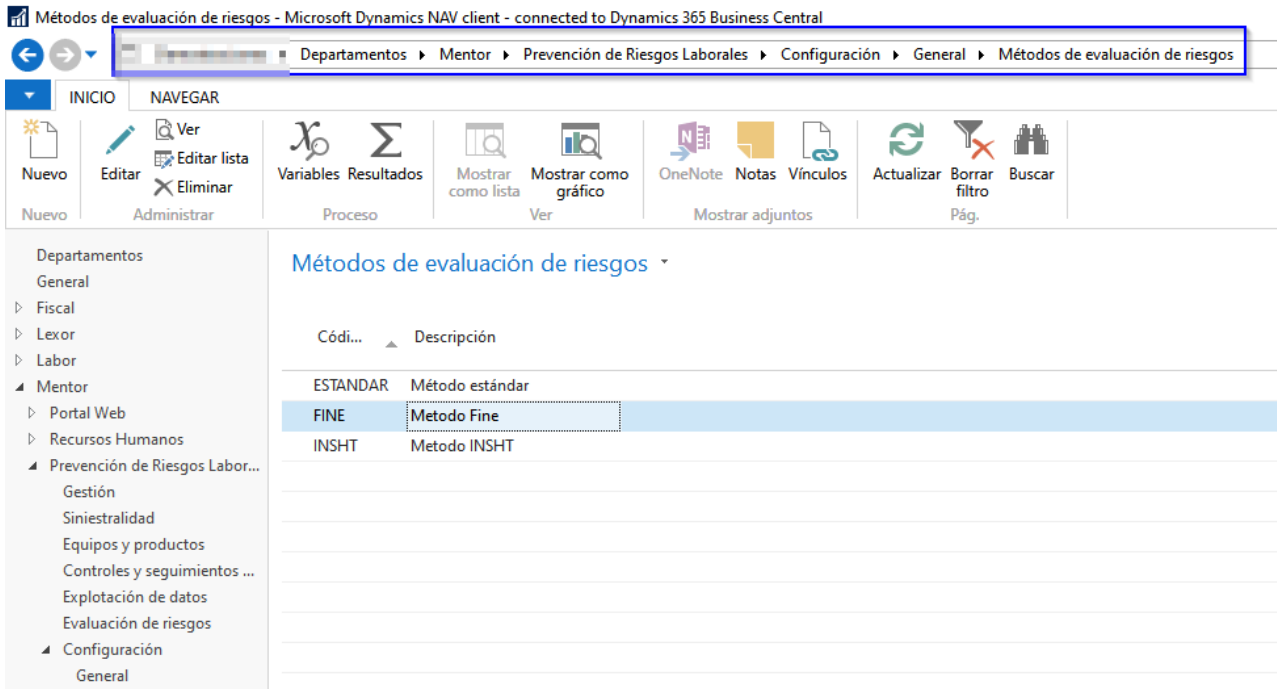 Métodos de evaluación de riesgos - Microsoft Dynamics NAV client - connected to Dynamics 365 Business Central
Departamentos ▸ Mentor ▸ Prevención de Riesgos Laborales ▸ Configuración ▸ General ▸ Métodos de evaluación de riesgos
INICIO NAVEGAR
Nuevo
Editar
Ver
Editar lista
Eliminar
Variables
Resultados
Mostrar como lista
Mostrar como gráfico
OneNote
Notas
Vínculos
Actualizar
Borrar filtro
Buscar
Nuevo
Administrar
Proceso
Ver
Mostrar adjuntos
Pág.
Departamentos
General
Fiscal
Lexor
Labor
Mentor
Portal Web
Recursos Humanos
Prevención de Riesgos Labor...
Gestión
Siniestralidad
Equipos y productos
Controles y seguimientos ...
Explotación de datos
Evaluación de riesgos
Configuración
General
Métodos de evaluación de riesgos
Códi... Descripción
ESTANDAR Método estándar
FINE Metodo Fine
INSHT Metodo INSHT